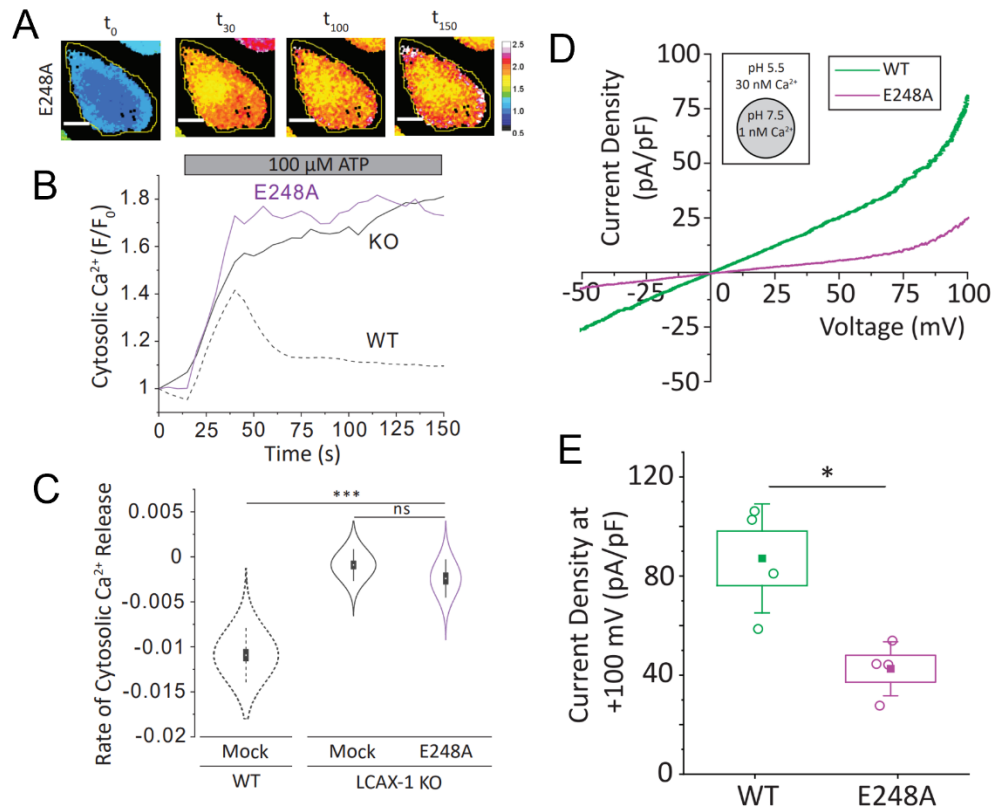 A
t0 t30 t100 t150
E248A
2.5
2.0
1.5
1.0
0.5
B
100 µM ATP
E248A
KO
WT
Cytosolic Ca2+ (F/F0)
1.8
1.6
1.4
1.2
1
0 25 50 75 100 125 150
Time (s)
C
Rate of Cytosolic Ca2+ Release
0.005
0
-0.005
-0.01
-0.015
-0.02
***
ns
Mock Mock E248A
WT LCAX-1 KO
D
Current Density
(pA/pF)
100
75
50
25
-25
-50
-50 -25 0 25 50 75 100
Voltage (mV)
pH 5.5
30 nM Ca2+
pH 7.5
1 nM Ca2+
WT
E248A
E
Current Density at
+100 mV (pA/pF)
120
80
40
0
*
WT E248A